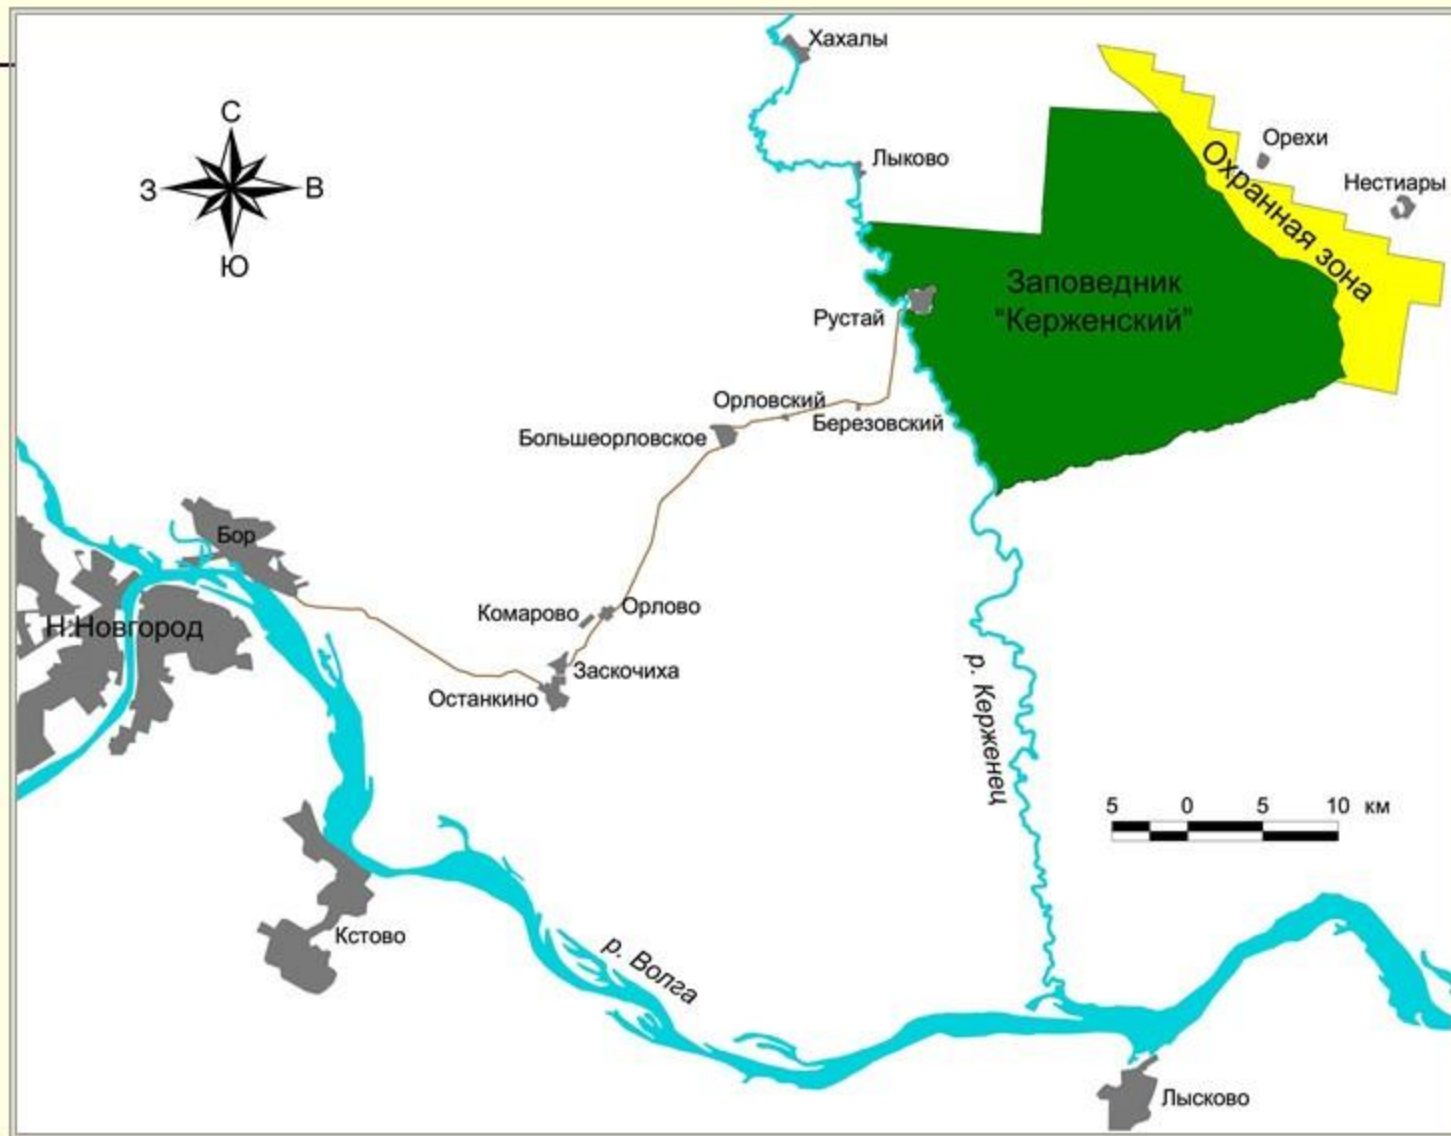 Хахалы
С
З
В
Ю
Лыково
Орехи
Нестиары
Охранная зона
Заповедник
"Керженский"
Рустай
Орловский
Березовский
Большеорловское
Бор
Н.Новгород
Комарово
Орлово
Заскочиха
Останкино
р. Керженец
5 0 5 10 км
Кстово
р. Волга
Лысково